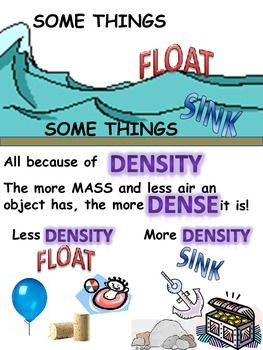 SOME THINGS
FLOAT
SINK
SOME THINGS
All because of DENSITY
The more MASS and less air an
object has, the more DENSE it is!
Less DENSITY More DENSITY
FLOAT SINK